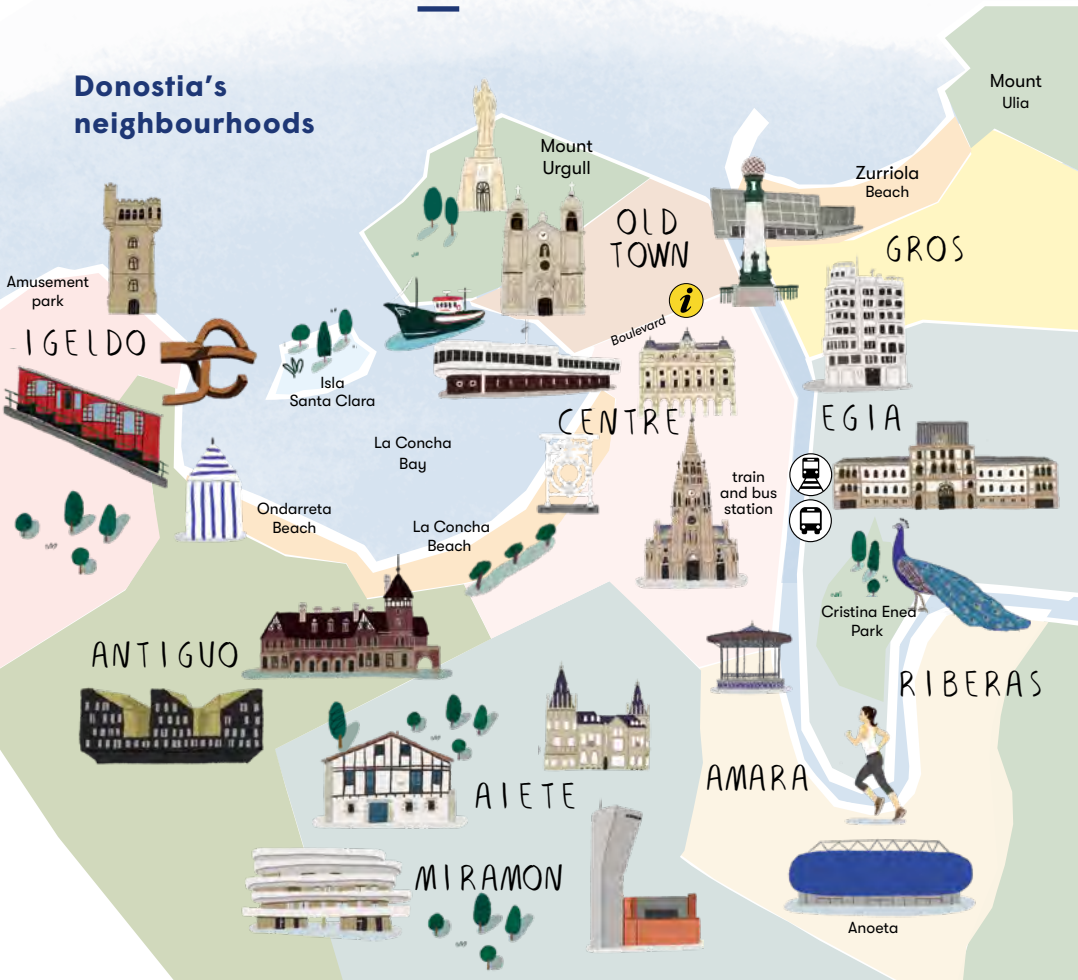 Donostia's
neighbourhoods
Mount
Ulia
Mount
Urgull
Zurriola
Beach
OLD
TOWN
GROS
Amusement
park
i
Boulevard
IGELDO
Isla
Santa Clara
CENTRE
EGIA
La Concha
Bay
train
and bus
station
Ondarreta
Beach
La Concha
Beach
Cristina Enea
Park
ANTIGUO
RIBERAS
AMARA
AIETE
MIRAMON
Anoeta